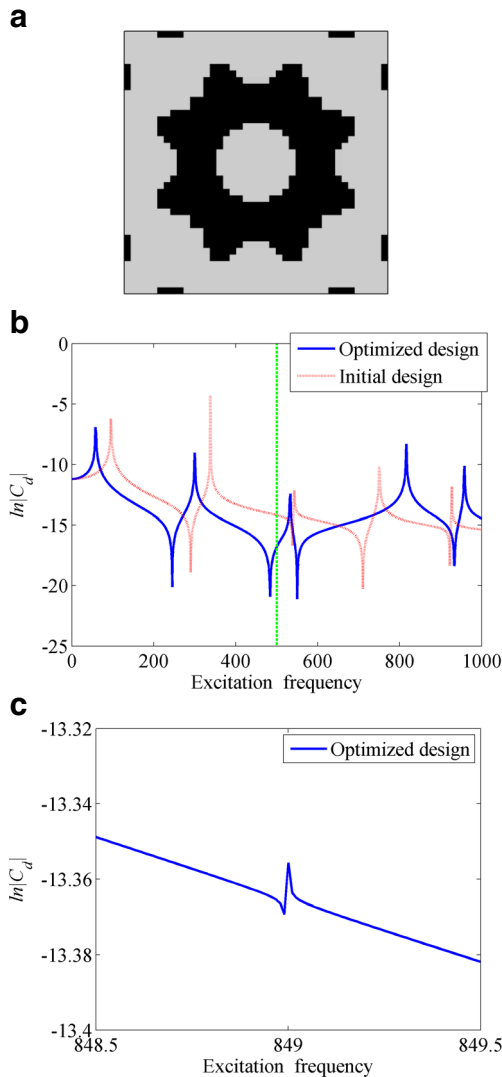 a
b
0
-5
-10
-15
-20
-25
ln|C_d|
Optimized design
Initial design
0 200 400 600 800 1000
Excitation frequency
c
-13.32
-13.34
-13.36
-13.38
-13.4
ln|C_d|
Optimized design
848.5 849 849.5
Excitation frequency